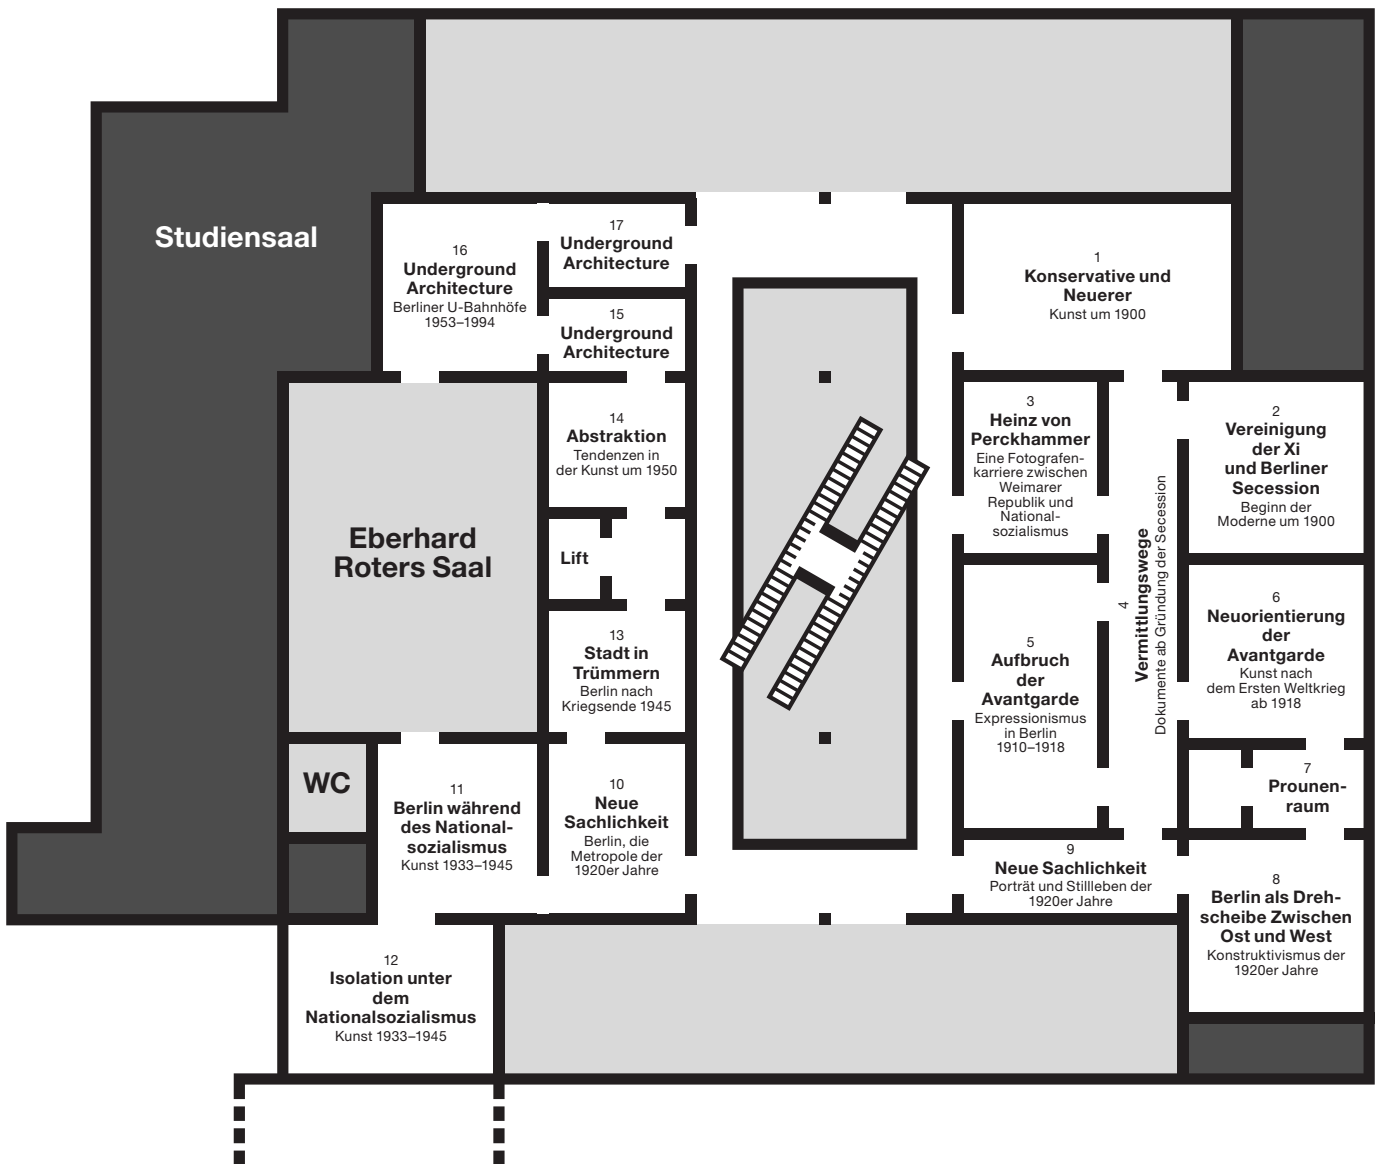 Studiensaal
16
Underground
Architecture
Berliner U-Bahnhöfe
1953–1994
17
Underground
Architecture
15
Underground
Architecture
1
Konservative und
Neuerer
Kunst um 1900
14
Abstraktion
Tendenzen in
der Kunst um 1950
3
Heinz von
Perckhammer
Eine Fotografen-
karriere zwischen
Weimarer
Republik und
National-
sozialismus
2
Vereinigung
der Xi
und Berliner
Secession
Beginn der
Moderne um 1900
Eberhard
Roters Saal
Lift
4
Vermittlungswege
Dokumente ab Gründung der Secession
13
Stadt in
Trümmern
Berlin nach
Kriegsende 1945
5
Aufbruch
der
Avantgarde
Expressionismus
in Berlin
1910–1918
6
Neuorientierung
der
Avantgarde
Kunst nach
dem Ersten Weltkrieg
ab 1918
WC
11
Berlin während
des National-
sozialismus
Kunst 1933–1945
10
Neue
Sachlichkeit
Berlin, die
Metropole der
1920er Jahre
7
Prounen-
raum
9
Neue Sachlichkeit
Porträt und Stillleben der
1920er Jahre
8
Berlin als Dreh-
scheibe Zwischen
Ost und West
Konstruktivismus der
1920er Jahre
12
Isolation unter
dem
Nationalsozialismus
Kunst 1933–1945